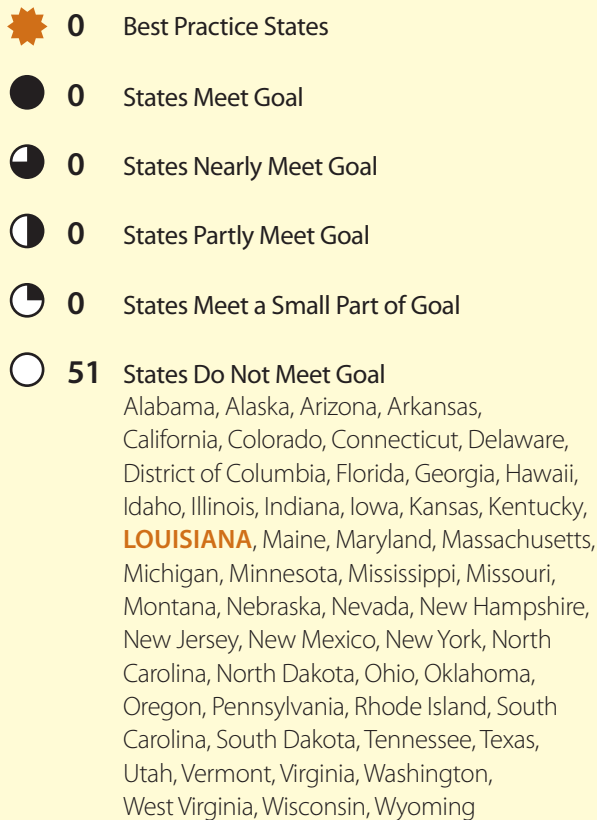 0 Best Practice States
0 States Meet Goal
0 States Nearly Meet Goal
0 States Partly Meet Goal
0 States Meet a Small Part of Goal
51 States Do Not Meet Goal
Alabama, Alaska, Arizona, Arkansas,
California, Colorado, Connecticut, Delaware,
District of Columbia, Florida, Georgia, Hawaii,
Idaho, Illinois, Indiana, Iowa, Kansas, Kentucky,
LOUISIANA, Maine, Maryland, Massachusetts,
Michigan, Minnesota, Mississippi, Missouri,
Montana, Nebraska, Nevada, New Hampshire,
New Jersey, New Mexico, New York, North
Carolina, North Dakota, Ohio, Oklahoma,
Oregon, Pennsylvania, Rhode Island, South
Carolina, South Dakota, Tennessee, Texas,
Utah, Vermont, Virginia, Washington,
West Virginia, Wisconsin, Wyoming